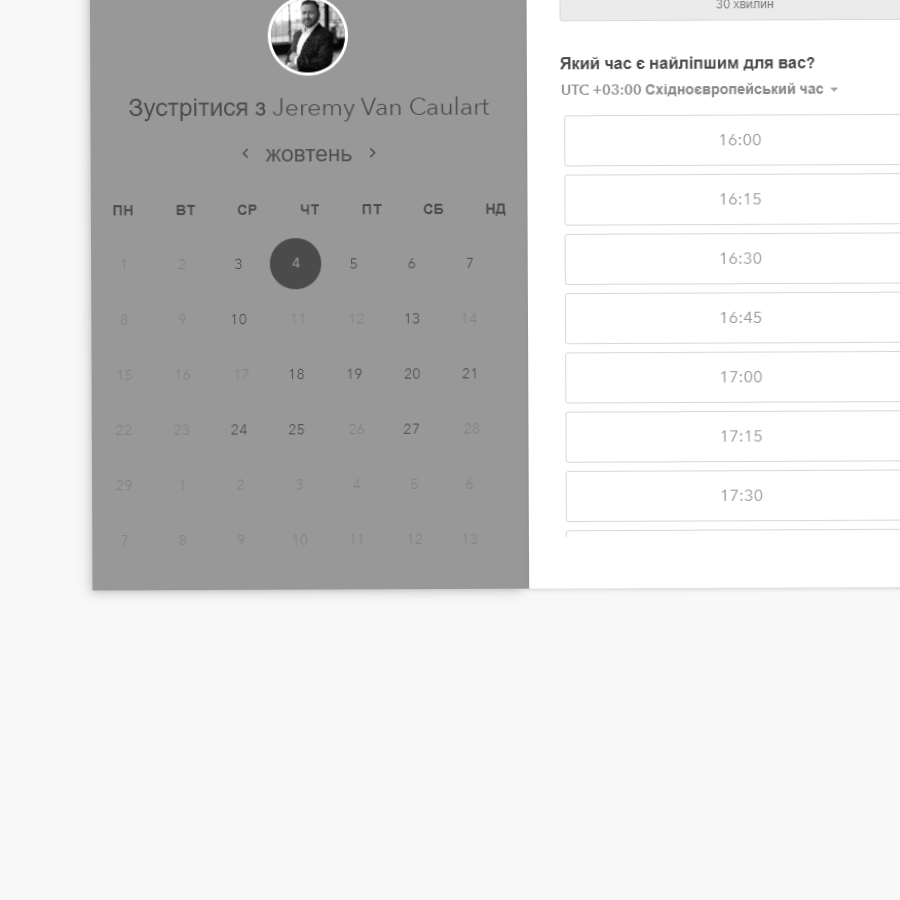 Зустрітися з Jeremy Van Caulart
‹ жовтень ›
ПН ВТ СР ЧТ ПТ СБ НД
1 2 3 4 5 6 7
8 9 10 11 12 13 14
15 16 17 18 19 20 21
22 23 24 25 26 27 28
29 1 2 3 4 5 6
7 8 9 10 11 12 13
30 хвилин
Який час є найліпшим для вас?
UTC +03:00 Східноєвропейський час
16:00
16:15
16:30
16:45
17:00
17:15
17:30